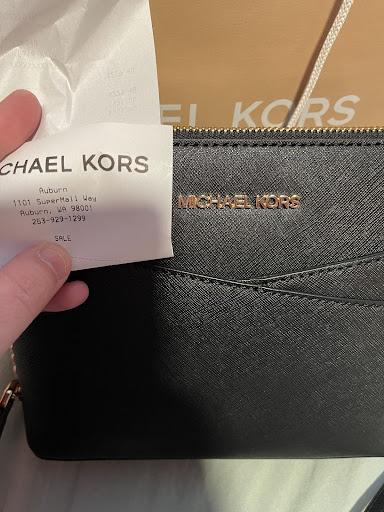 EL KORS
CHAEL KORS
Auburn
1101 SuperMall Way
Auburn, WA 98001
253-929-1299
SALE
MICHAEL KORS